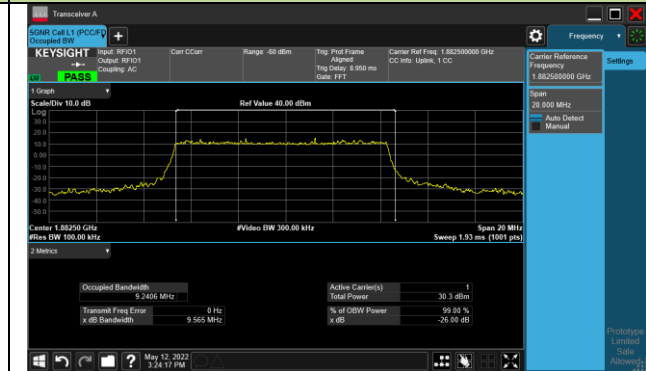 Transceiver A
5GNR Cell L1 (PCC/FD
Occupied BW
Frequency
KEYSIGHT
Input: RFIO1
Output: RFIO1
Coupling: AC
Corr CCorr
Range: -60 dBm
Trig: Prot Frame
Aligned
Trig Delay: 8.950 ms
Gate: FFT
Carrier Ref Freq: 1.882500000 GHz
CC Info: Uplink, 1 CC
PASS
Carrier Reference
Frequency
1.882500000 GHz
Settings
Span
20.000 MHz
Auto Detect
Manual
1 Graph
Scale/Div 10.0 dB
Ref Value 40.00 dBm
Log
30.0
20.0
10.0
0.00
-10.0
-20.0
-30.0
-40.0
-50.0
Center 1.88250 GHz
#Video BW 300.00 kHz
Span 20 MHz
#Res BW 100.00 kHz
Sweep 1.93 ms (1001 pts)
2 Metrics
Occupied Bandwidth
9.2406 MHz
Active Carrier(s) 1
Total Power 30.3 dBm
Transmit Freq Error 0 Hz
x dB Bandwidth 9.565 MHz
% of OBW Power 99.00 %
x dB -26.00 dB
Prototype
Limited
Sale
Allowed
May 12, 2022
3:24:17 PM